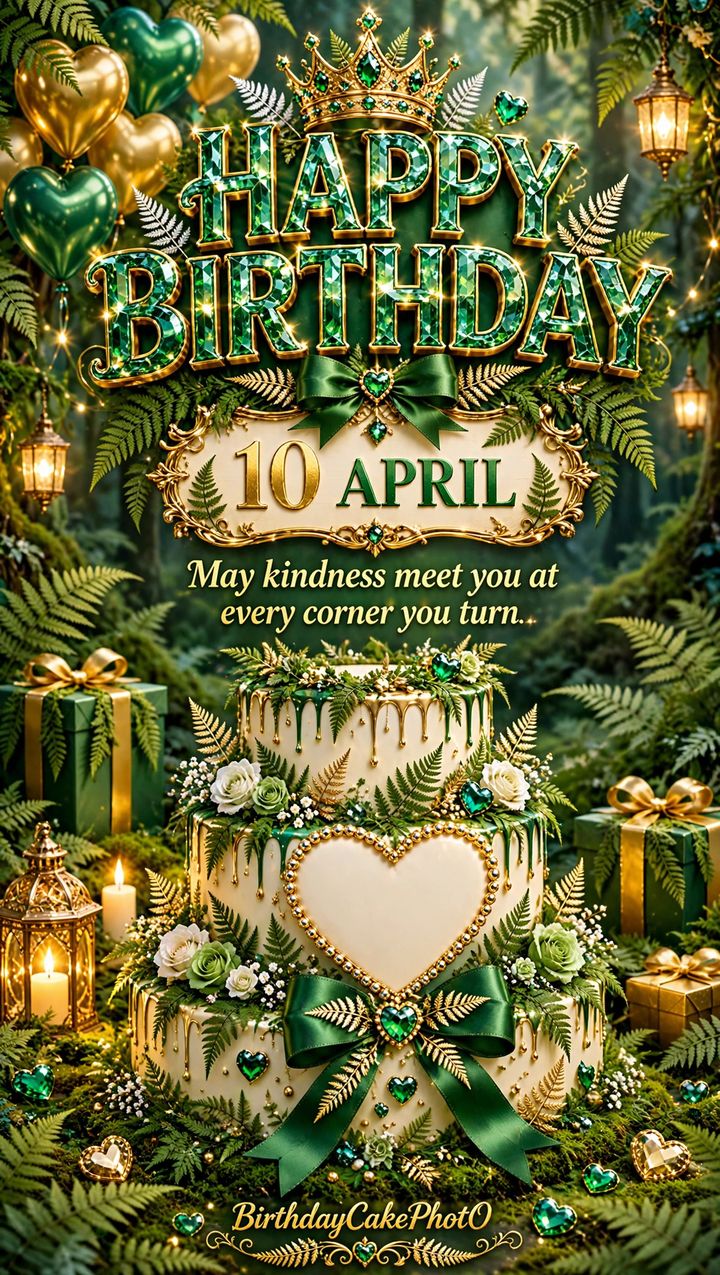 HAPPY
BIRTHDAY
10 APRIL
May kindness meet you at
every corner you turn...
BirthdayCakePhotO